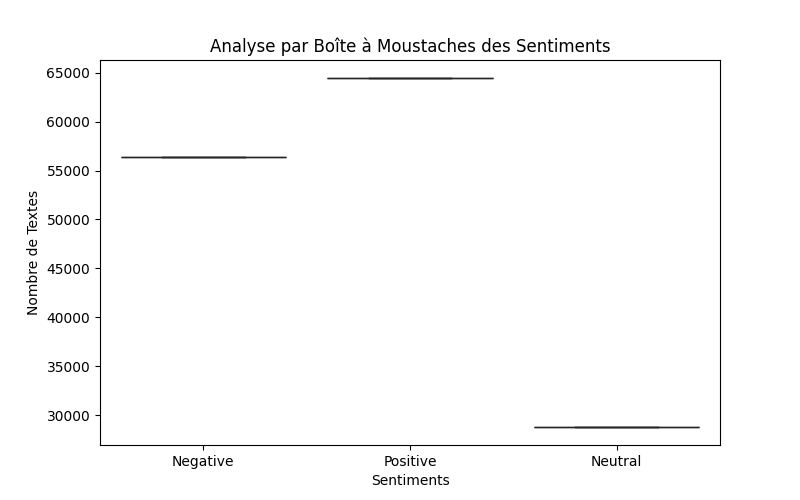 Analyse par Boîte à Moustaches des Sentiments
65000
60000
55000
50000
45000
40000
35000
30000
Nombre de Textes
Negative
Positive
Neutral
Sentiments